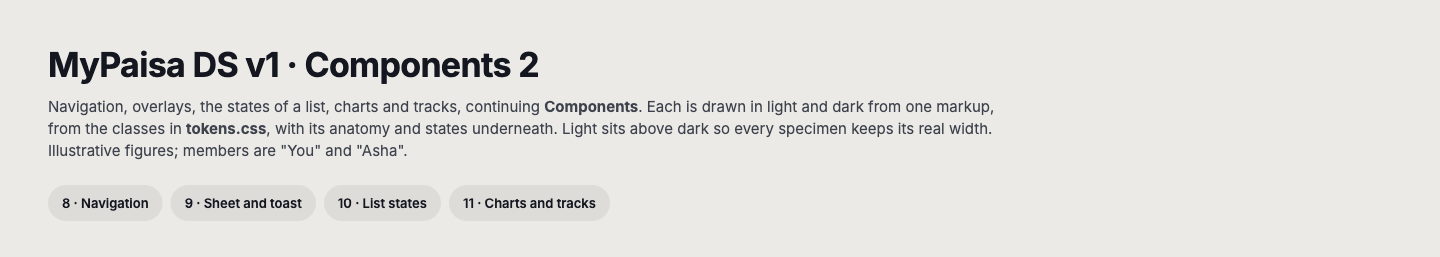 MyPaisa DS v1 · Components 2
Navigation, overlays, the states of a list, charts and tracks, continuing Components. Each is drawn in light and dark from one markup,
from the classes in tokens.css, with its anatomy and states underneath. Light sits above dark so every specimen keeps its real width.
Illustrative figures; members are "You" and "Asha".
8 · Navigation
9 · Sheet and toast
10 · List states
11 · Charts and tracks